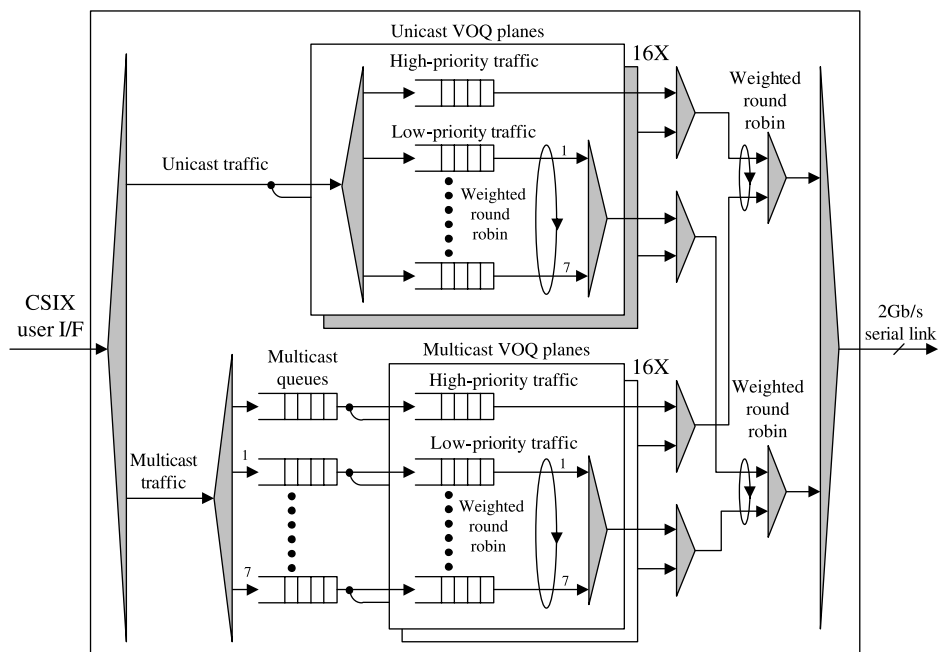 Unicast VOQ planes
16X
High-priority traffic
Weighted
round
robin
Low-priority traffic
1
Unicast traffic
Weighted
round
robin
7
CSIX
user I/F
2Gb/s
serial link
Multicast
queues
Multicast VOQ planes
16X
High-priority traffic
Weighted
round
robin
Multicast
traffic
1
Low-priority traffic
1
Weighted
round
robin
7
7